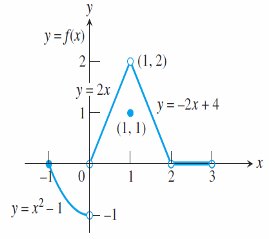 y
y = f(x)
2
(1, 2)
y = 2x
y = –2x + 4
1
(1, 1)
–1
0
1
2
3
x
y = x² – 1
–1